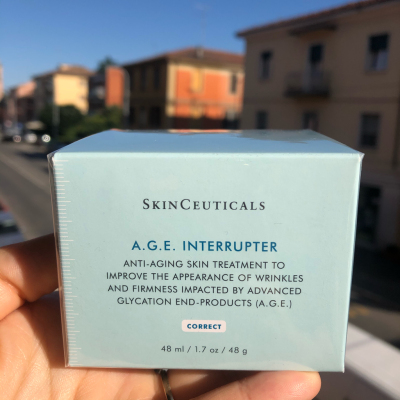 SKINCEUTICALS
A.G.E. INTERRUPTER
ANTI-AGING SKIN TREATMENT TO
IMPROVE THE APPEARANCE OF WRINKLES
AND FIRMNESS IMPACTED BY ADVANCED
GLYCATION END-PRODUCTS (A.G.E.)
CORRECT
48 ml / 1.7 oz / 48 g